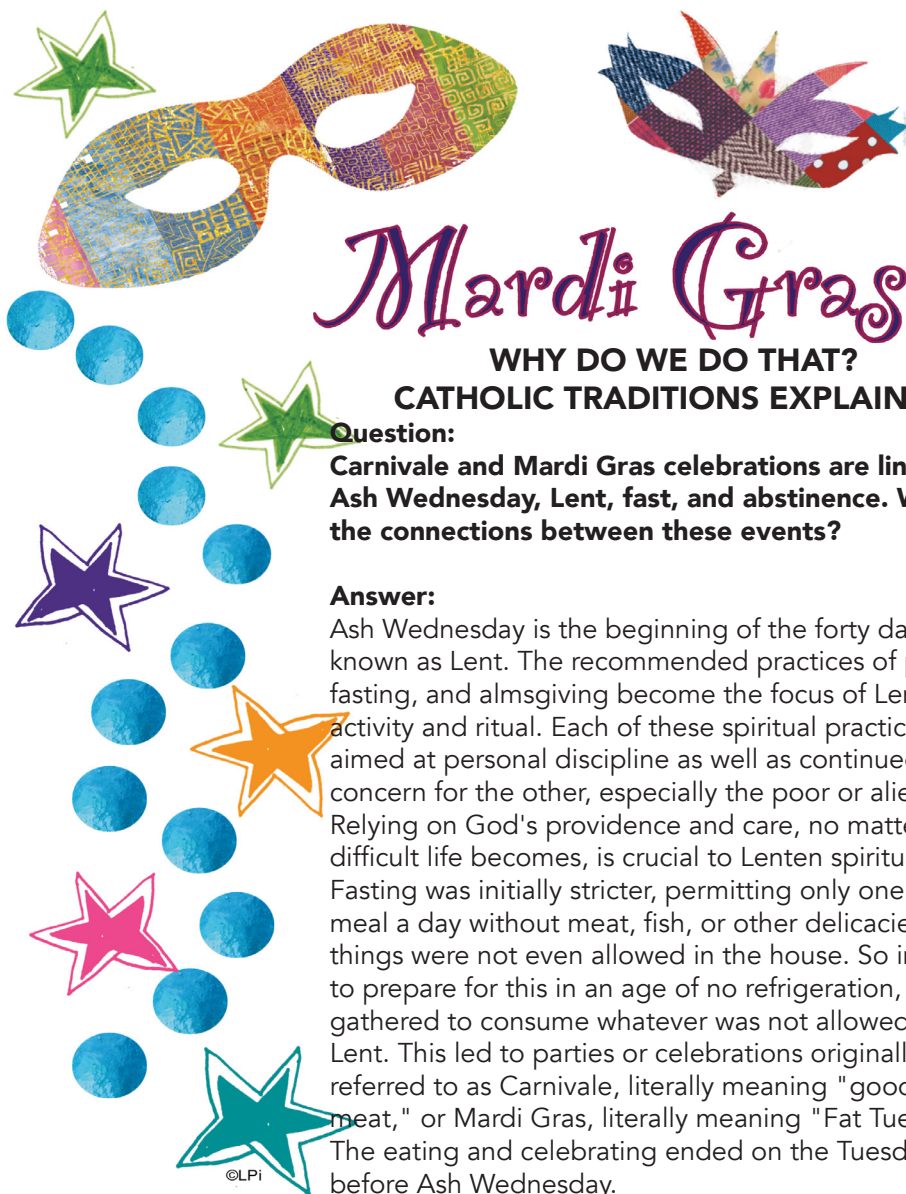 Mardi Gras
WHY DO WE DO THAT?
CATHOLIC TRADITIONS EXPLAIN
Question:
Carnivale and Mardi Gras celebrations are lin
Ash Wednesday, Lent, fast, and abstinence. W
the connections between these events?
Answer:
Ash Wednesday is the beginning of the forty da
known as Lent. The recommended practices of p
fasting, and almsgiving become the focus of Len
activity and ritual. Each of these spiritual practic
aimed at personal discipline as well as continued
concern for the other, especially the poor or alie
Relying on God's providence and care, no matte
difficult life becomes, is crucial to Lenten spiritu
Fasting was initially stricter, permitting only one
meal a day without meat, fish, or other delicacie
things were not even allowed in the house. So in
to prepare for this in an age of no refrigeration,
gathered to consume whatever was not allowed
Lent. This led to parties or celebrations originall
referred to as Carnivale, literally meaning "good
meat," or Mardi Gras, literally meaning "Fat Tue
The eating and celebrating ended on the Tuesd
before Ash Wednesday.
©LPi